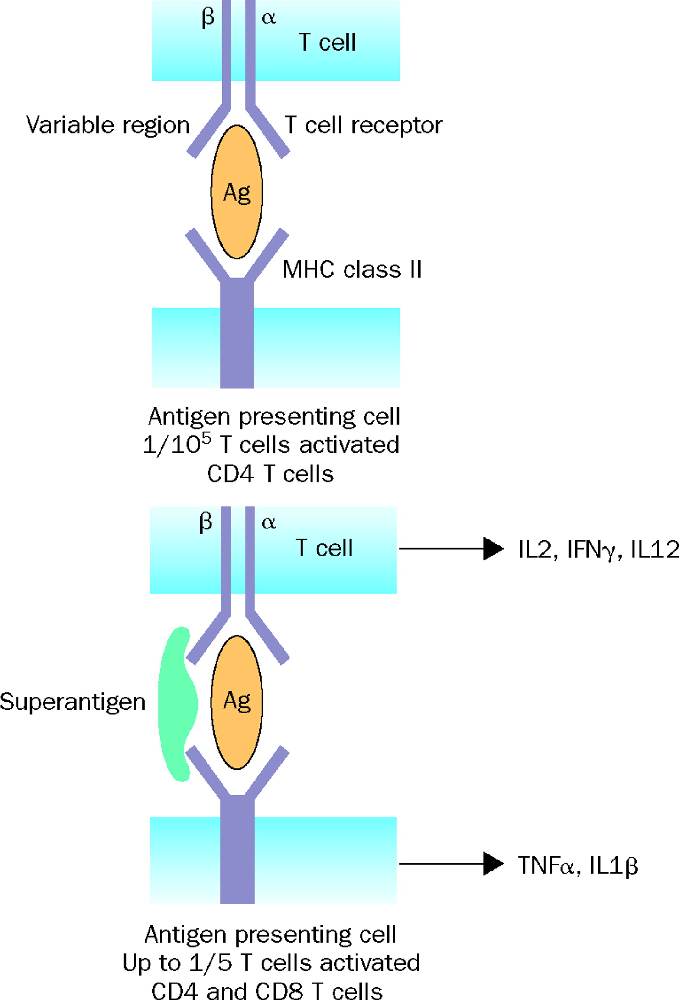 β α
T cell
Variable region
T cell receptor
Ag
MHC class II
Antigen presenting cell
1/10⁵ T cells activated
CD4 T cells
β α
T cell
IL2, IFNγ, IL12
Superantigen
Ag
TNFα, IL1β
Antigen presenting cell
Up to 1/5 T cells activated
CD4 and CD8 T cells